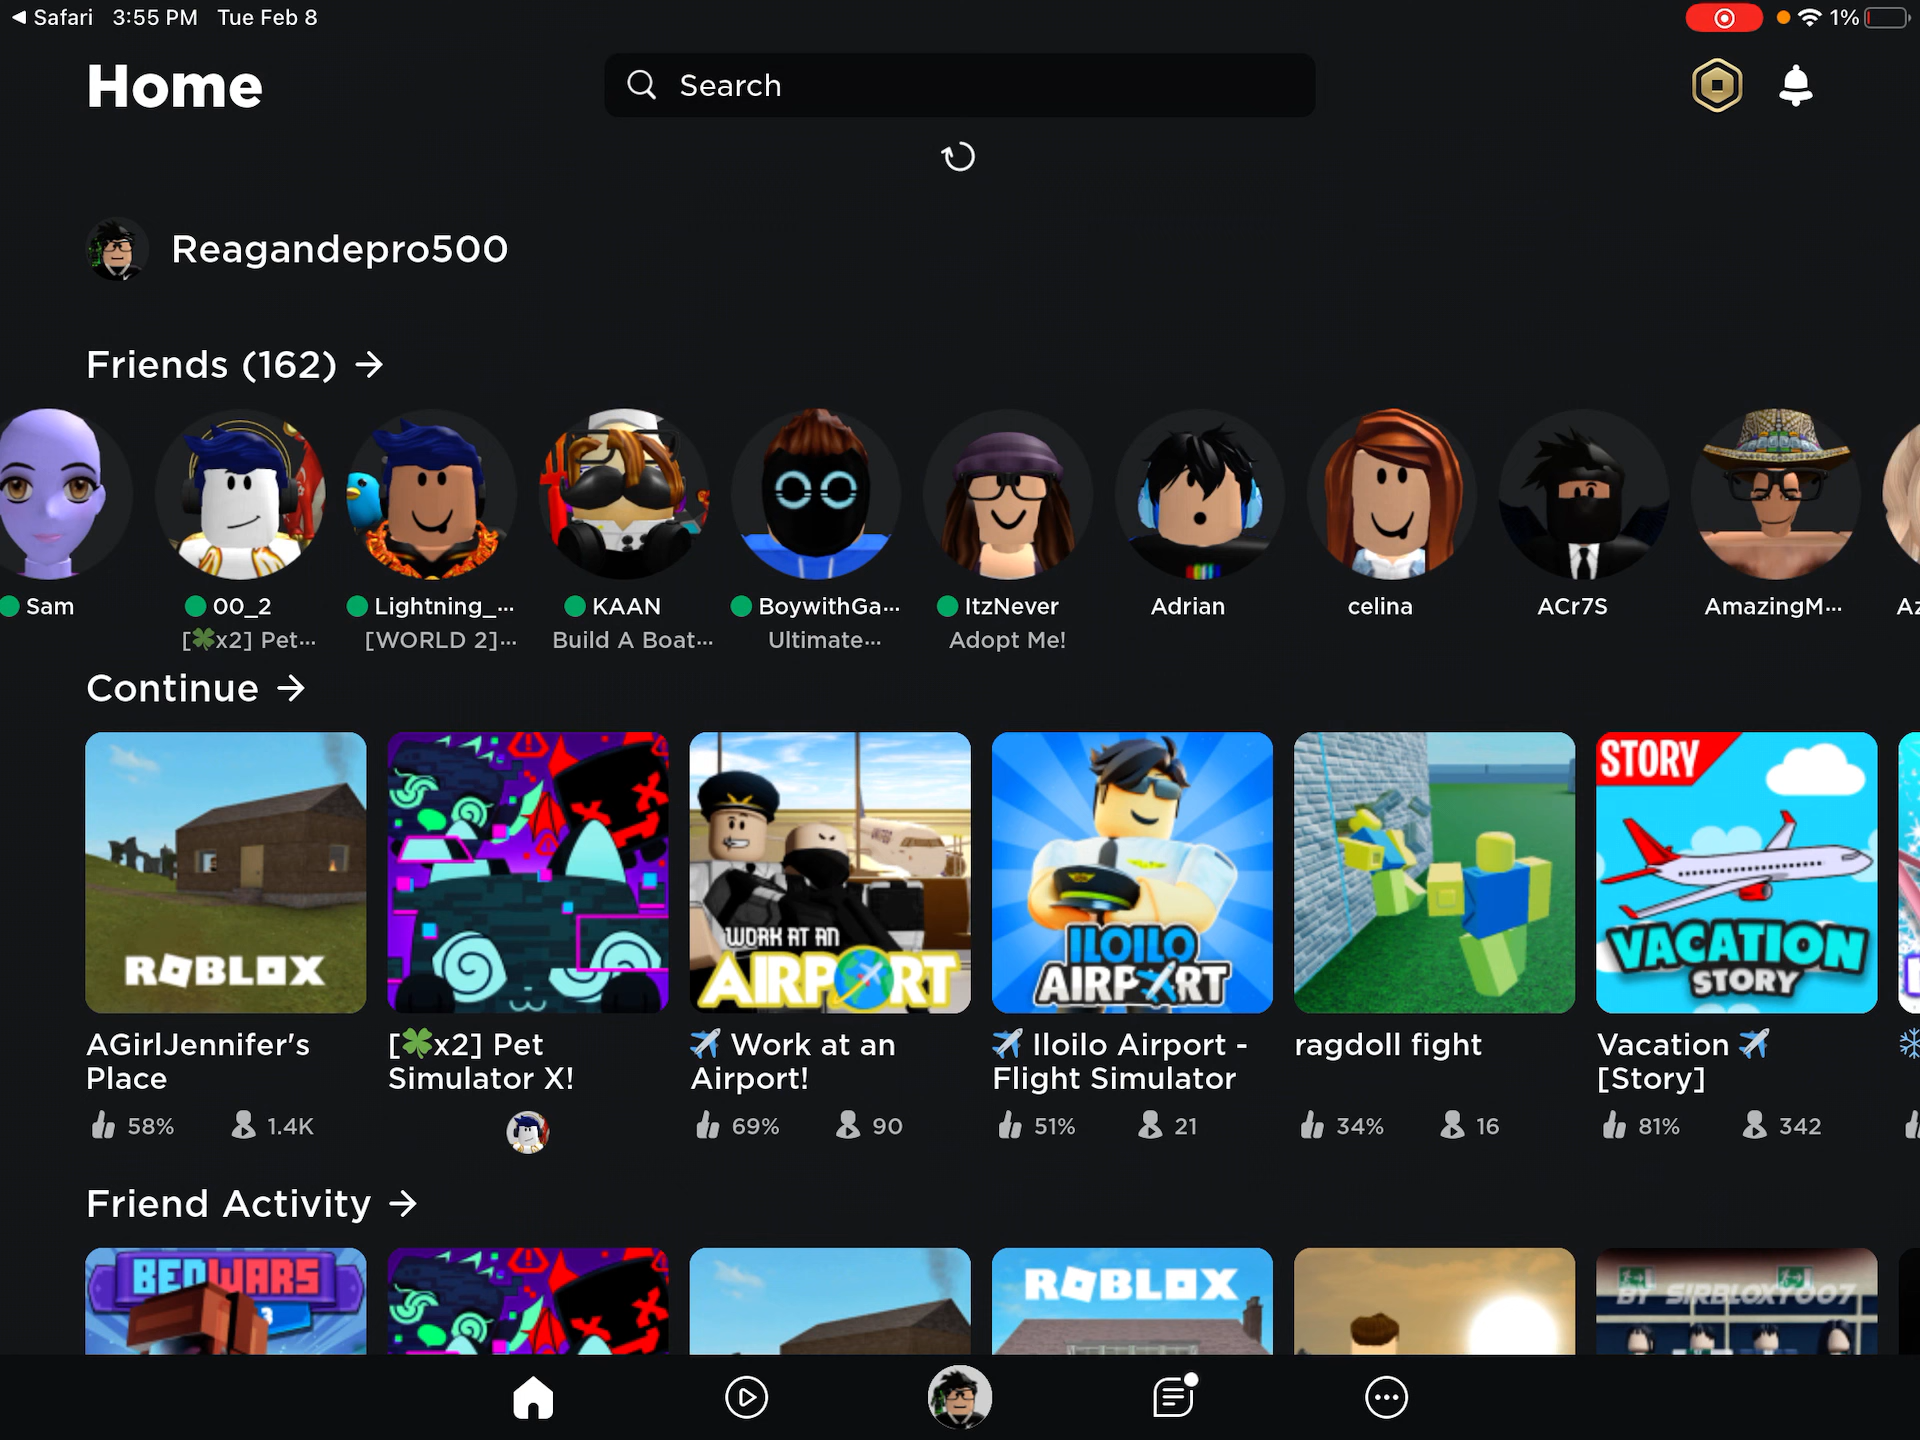 Safari 3:55 PM Tue Feb 8 1%
Home
Search
Reagandepro500
Friends (162)
Sam 00_2 Lightning_... KAAN BoywithGa... ItzNever Adrian celina ACr7S AmazingM... Az
[🍀x2] Pet... [WORLD 2]... Build A Boat... Ultimate... Adopt Me!
Continue
ROBLOX
WORK AT AN
AIRPORT
ILOILO
AIRPORT
STORY
VACATION
STORY
AGirlJennifer's
Place
58% 1.4K
[🍀x2] Pet
Simulator X!
✈️ Work at an
Airport!
69% 90
✈️ Iloilo Airport -
Flight Simulator
51% 21
ragdoll fight
34% 16
Vacation ✈️
[Story]
81% 342
Friend Activity
BEDWARS
ROBLOX
BY SIRBLOXY007